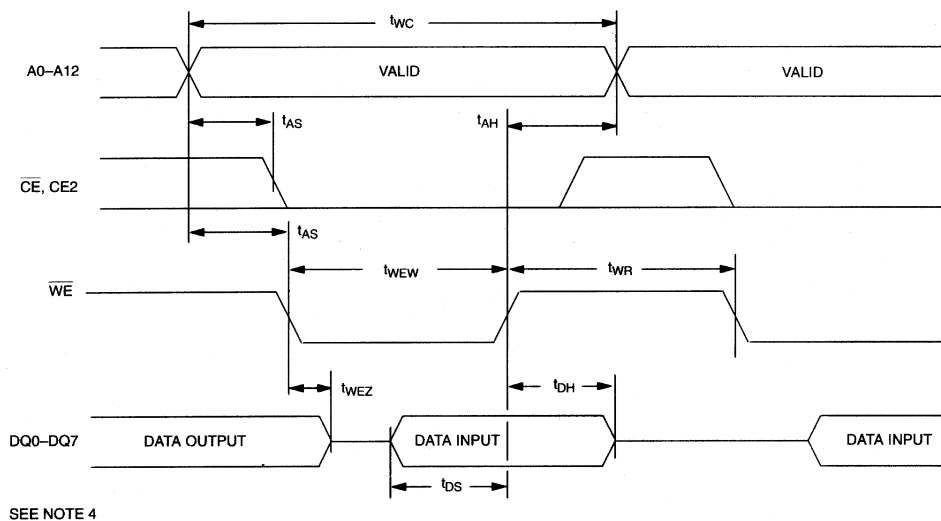 tWC
A0–A12 VALID VALID
tAS tAH
CE, CE2
tAS
tWEW tWR
WE
tWEZ tDH
DQ0–DQ7 DATA OUTPUT DATA INPUT DATA INPUT
tDS
SEE NOTE 4